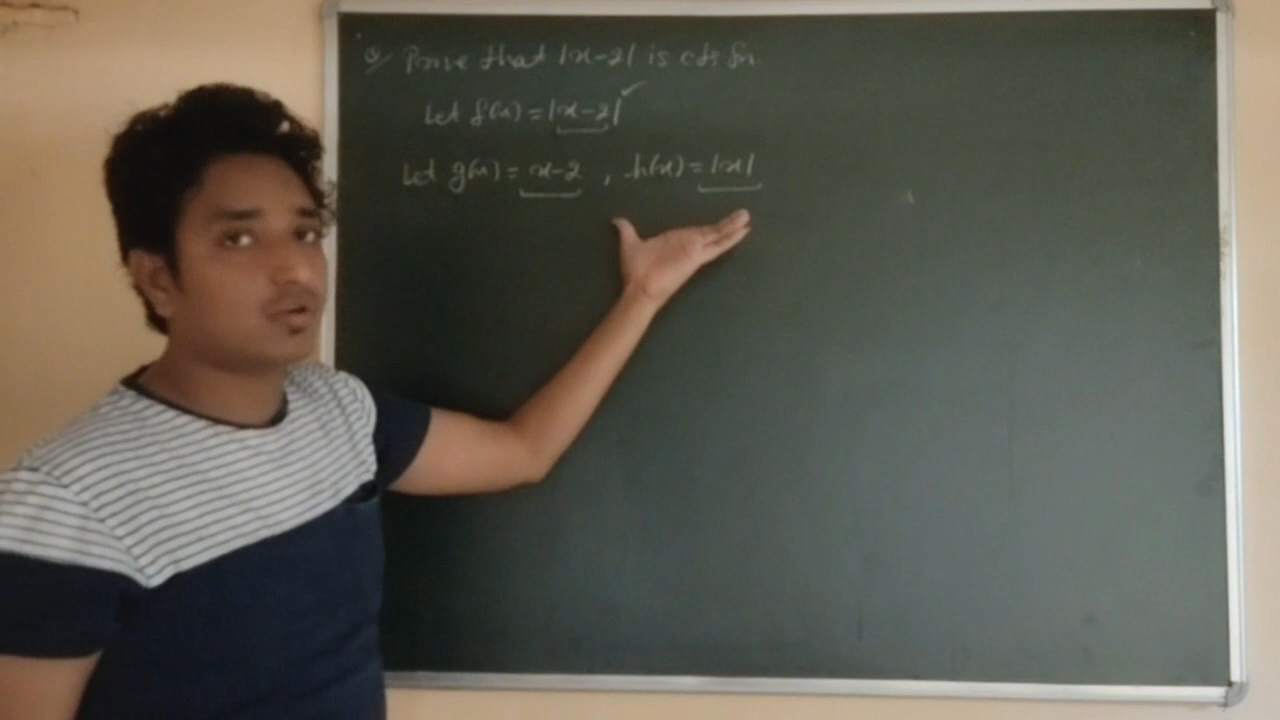 Q/ Prove that |x-2| is cts fn.
Let f(x) = |x-2| ✓
Let g(x) = x-2 , h(x) = |x|